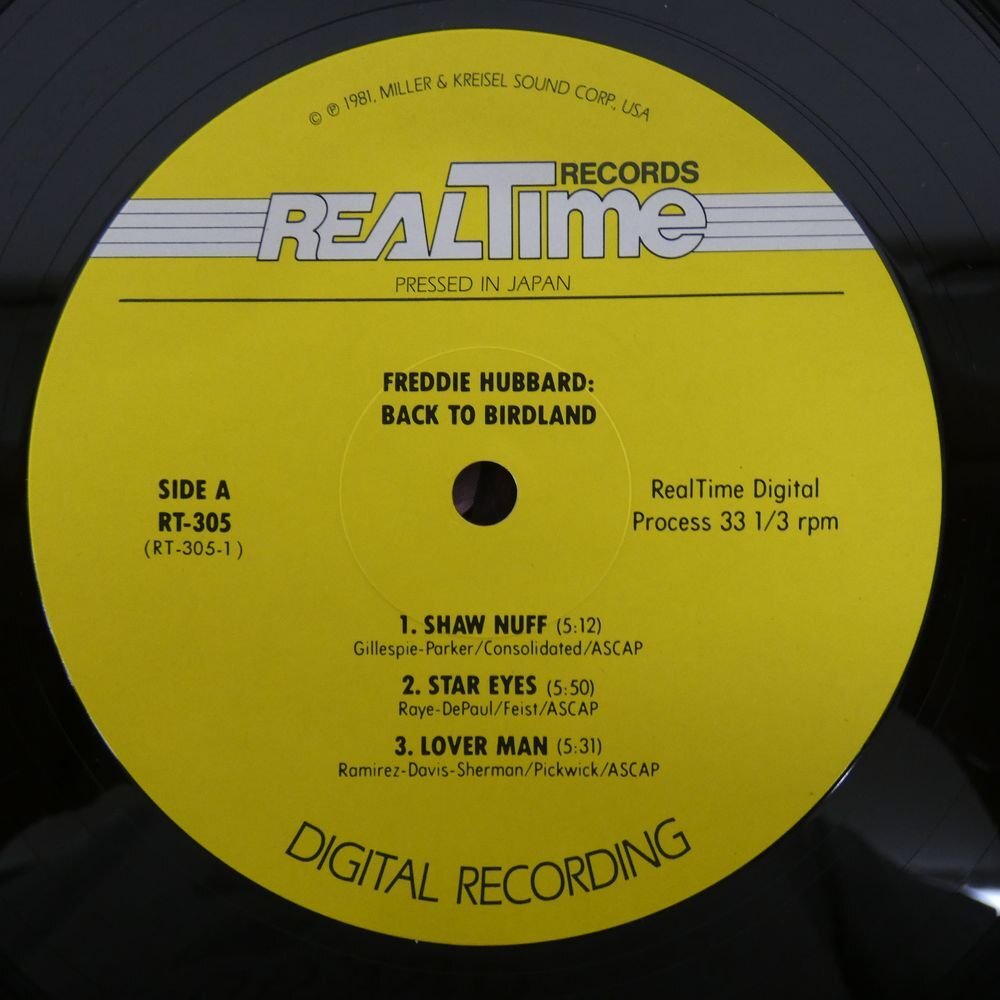 © ℗ 1981, MILLER & KREISEL SOUND CORP., USA
REALTime RECORDS
PRESSED IN JAPAN
FREDDIE HUBBARD:
BACK TO BIRDLAND
SIDE A
RT-305
(RT-305-1)
RealTime Digital
Process 33 1/3 rpm
1. SHAW NUFF (5:12)
Gillespie-Parker/Consolidated/ASCAP
2. STAR EYES (5:50)
Raye-DePaul/Feist/ASCAP
3. LOVER MAN (5:31)
Ramirez-Davis-Sherman/Pickwick/ASCAP
DIGITAL RECORDING